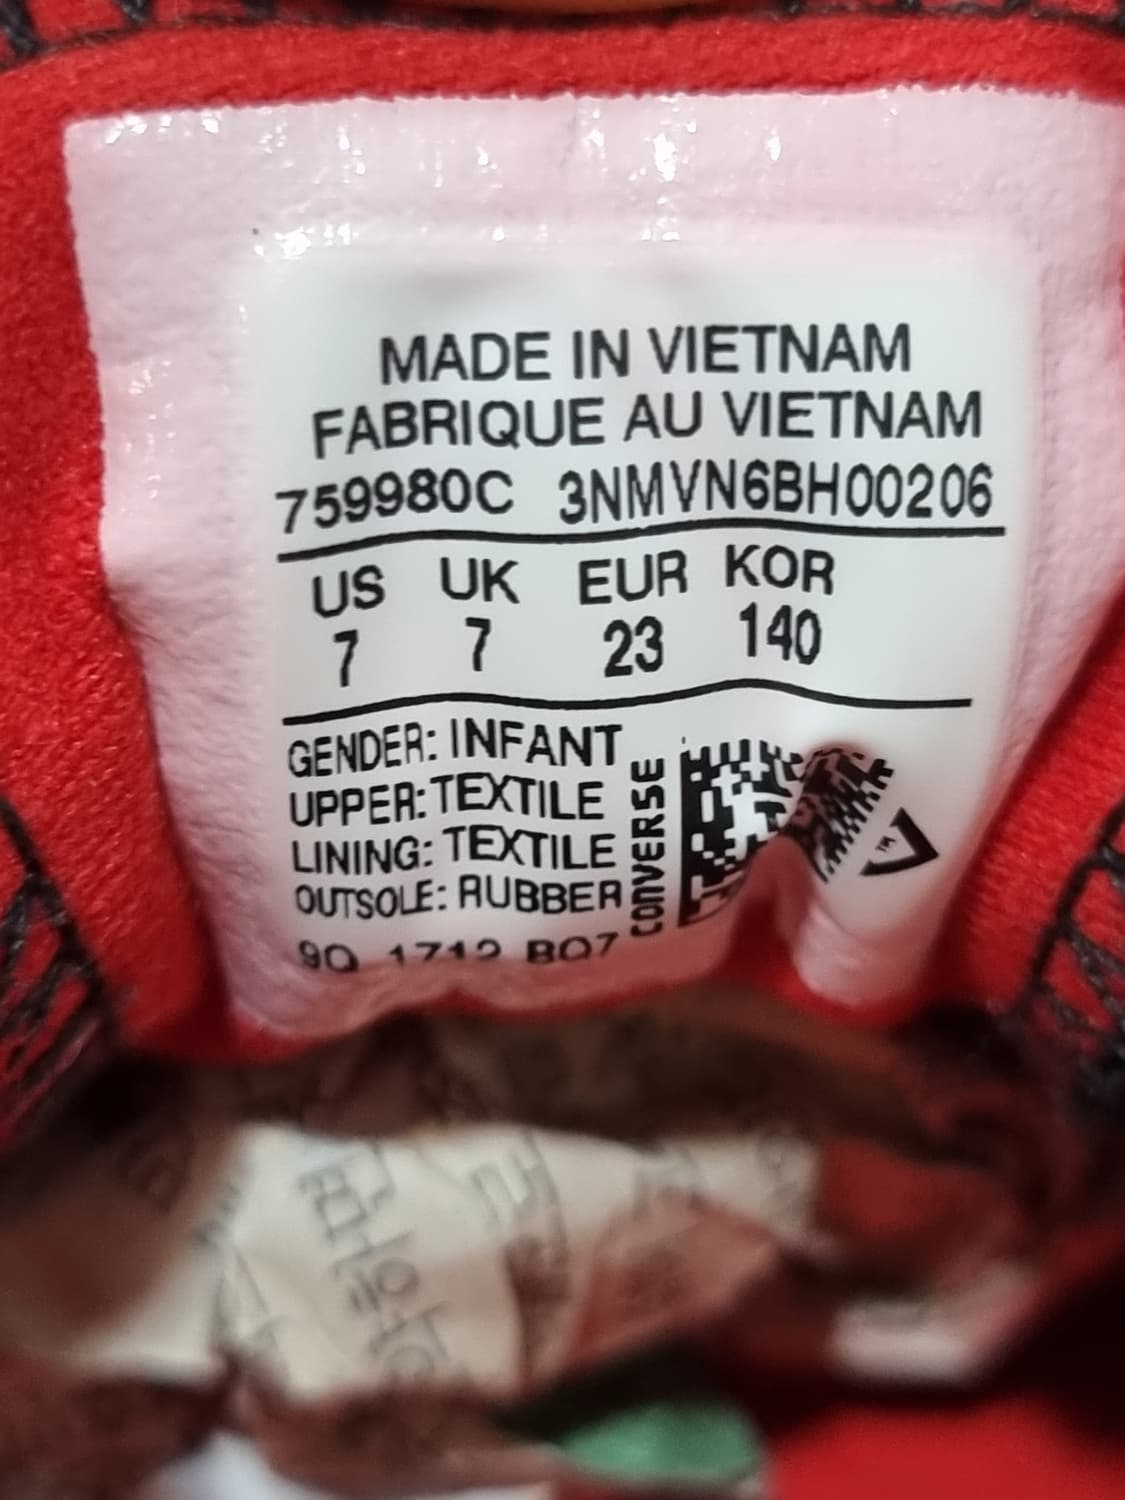 MADE IN VIETNAM
FABRIQUE AU VIETNAM
759980C 3NMVN6BH00206
US UK EUR KOR
7 7 23 140
GENDER: INFANT
UPPER: TEXTILE
LINING: TEXTILE
OUTSOLE: RUBBER
CONVERSE
TM